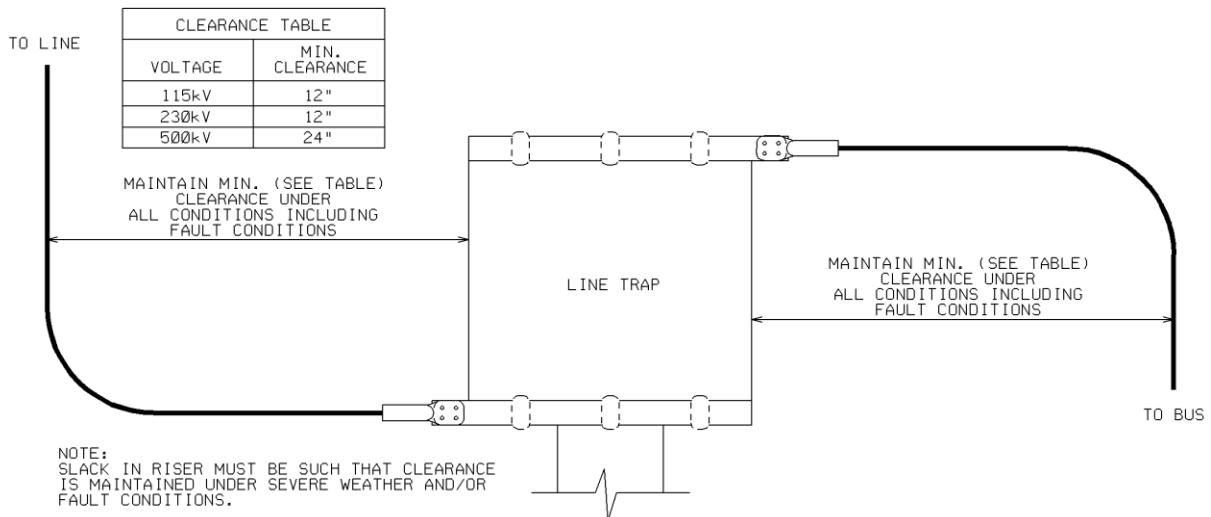 CLEARANCE TABLE
VOLTAGE
MIN.
CLEARANCE
115kV
12"
230kV
12"
500kV
24"
TO LINE
MAINTAIN MIN. (SEE TABLE)
CLEARANCE UNDER
ALL CONDITIONS INCLUDING
FAULT CONDITIONS
LINE TRAP
MAINTAIN MIN. (SEE TABLE)
CLEARANCE UNDER
ALL CONDITIONS INCLUDING
FAULT CONDITIONS
TO BUS
NOTE:
SLACK IN RISER MUST BE SUCH THAT CLEARANCE
IS MAINTAINED UNDER SEVERE WEATHER AND/OR
FAULT CONDITIONS.